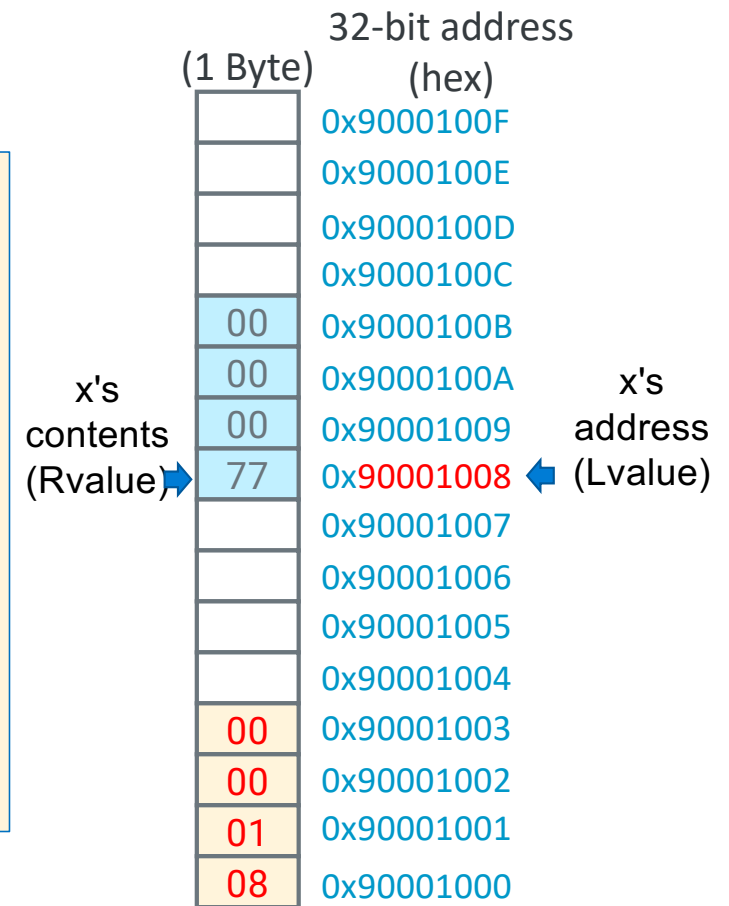 32-bit address
(1 Byte) (hex)
0x9000100F
0x9000100E
0x9000100D
0x9000100C
00 0x9000100B
00 0x9000100A
00 0x90001009
77 0x90001008
x's
contents
(Rvalue)
x's
address
(Lvalue)
0x90001007
0x90001006
0x90001005
0x90001004
00 0x90001003
00 0x90001002
01 0x90001001
08 0x90001000